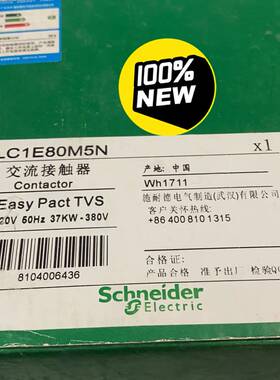 100%
NEW
LC1E80M5N
x1
交流接触器
Contactor
Easy Pact TVS
20V 50Hz 37KW-380V
8104006436
产地: 中国
Wh1711
施耐德电气制造(武汉)有限公
客户关怀热线:
+86 400 810 1315
合格证:
产品合格 准予出厂 检验Q
Schneider
Electric